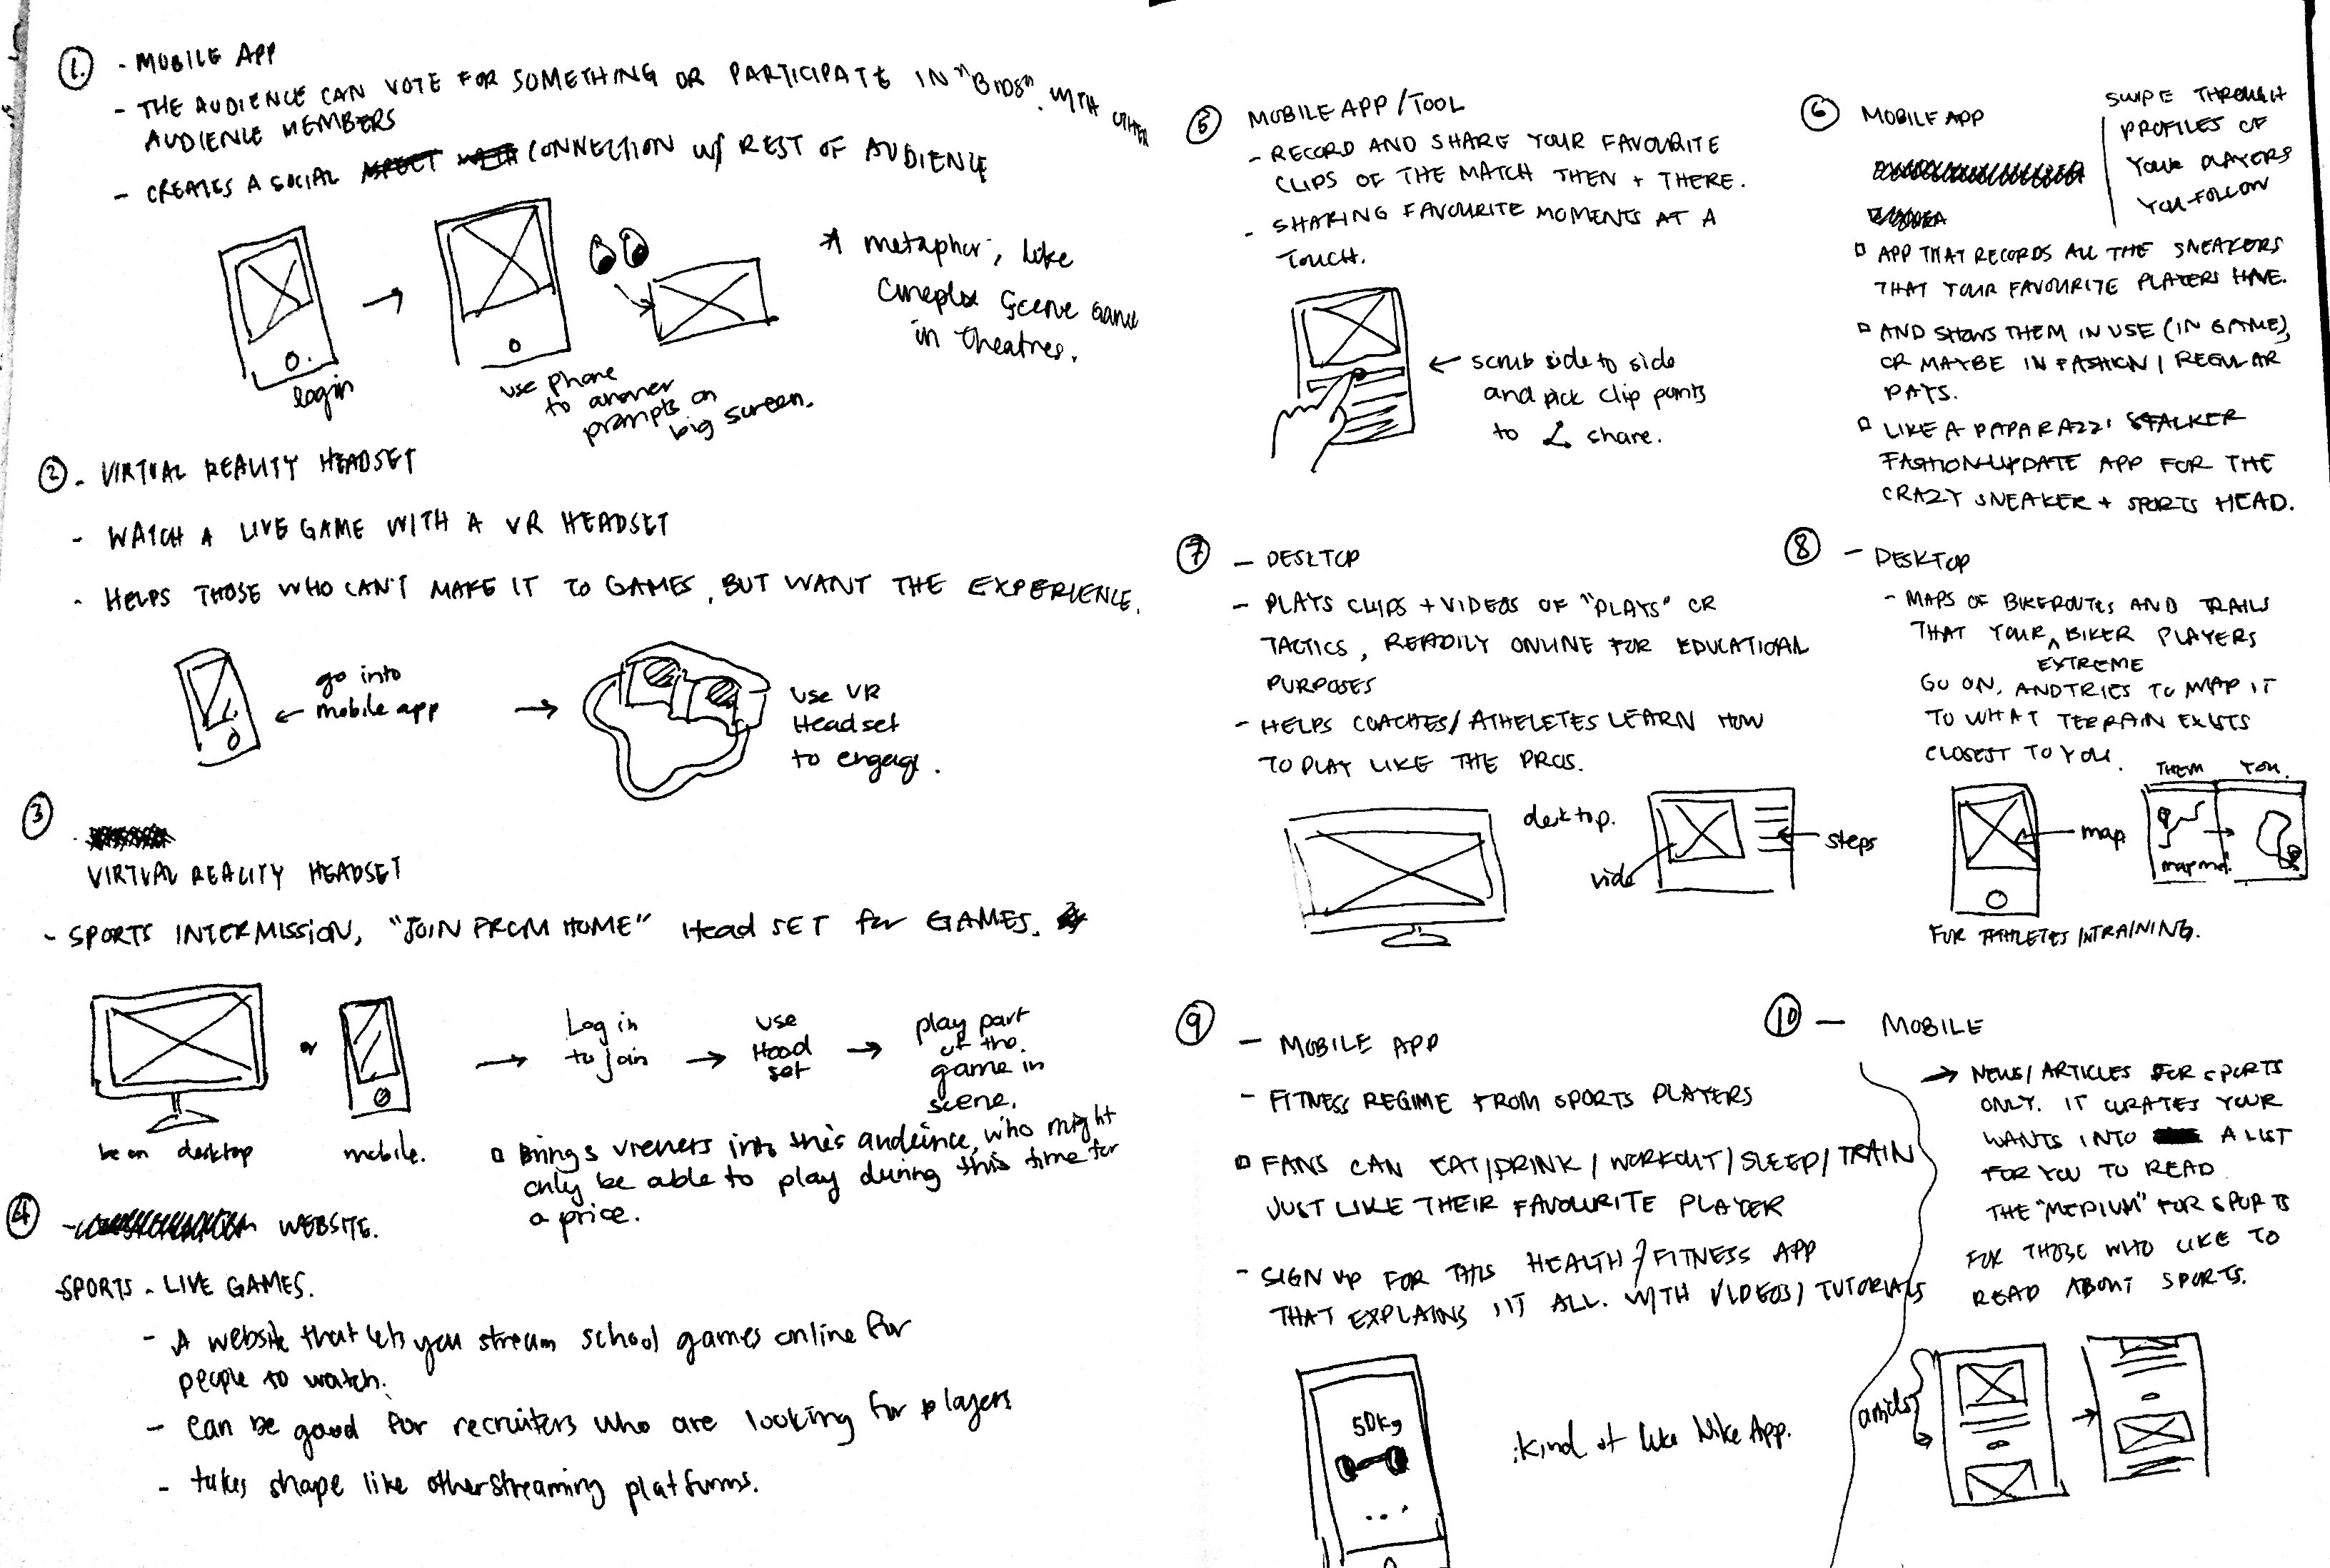 1. - MOBILE APP
- THE AUDIENCE CAN VOTE FOR SOMETHING OR PARTICIPATE IN "BIDS". WITH OTHER
AUDIENCE MEMBERS
- CREATES A SOCIAL CONNECTION W/ REST OF AUDIENCE
login
use phone
to answer
prompts on
big screen.
* metaphor, like
Cineplex Scene Game
in theatres.
2 - VIRTUAL REALITY HEADSET
- WATCH A LIVE GAME WITH A VR HEADSET
- HELPS THOSE WHO CAN'T MAKE IT TO GAMES, BUT WANT THE EXPERIENCE.
go into
← mobile app
→
use VR
Headset
to engage.
3
VIRTUAL REALITY HEADSET
- SPORTS INTERMISSION, "JOIN FROM HOME" HeadSET for GAMES.
or
→ Log in
to join
→ use
Head
set
→ play part
of the
game in
scene.
be on desktop
mobile.
Brings viewers into this audience, who might
only be able to play during this time for
a price.
4 - WEBSITE.
SPORTS - LIVE GAMES.
- A website that lets you stream school games online for
people to watch.
- Can be good for recruiters who are looking for players
- takes shape like other streaming platforms.
5 MOBILE APP / TOOL
- RECORD AND SHARE YOUR FAVOURITE
CLIPS OF THE MATCH THEN + THERE.
- SHARING FAVOURITE MOMENTS AT A
TOUCH.
← scrub side to side
and pick clip points
to share.
6 MOBILE APP
SWIPE THROUGH
PROFILES OF
YOUR PLAYERS
YOU FOLLOW
APP THAT RECORDS ALL THE SNEAKERS
THAT YOUR FAVOURITE PLAYERS HAVE.
AND SHOWS THEM IN USE (IN GAME),
OR MAYBE IN FASHION / REGULAR
DAYS.
LIKE A PAPARAZZI STALKER
FASHION-UPDATE APP FOR THE
CRAZY SNEAKER + SPORTS HEAD.
7 - DESKTOP
- PLAYS CLIPS + VIDEOS OF "PLAYS" OR
TACTICS, READILY ONLINE FOR EDUCATIONAL
PURPOSES
- HELPS COACHES/ATHELETES LEARN HOW
TO PLAY LIKE THE PROS.
desktop.
video
← steps
8 - DESKTOP
- MAPS OF BIKEROUTES AND TRAILS
THAT YOUR ^ BIKER PLAYERS
EXTREME
GO ON, AND TRIES TO MAP IT
TO WHAT TERRAIN EXISTS
CLOSEST TO YOU.
THEM YOU.
map.
FOR ATHLETES IN TRAINING.
9 - MOBILE APP
- FITNESS REGIME FROM SPORTS PLAYERS
FANS CAN EAT/DRINK / WORKOUT / SLEEP / TRAIN
JUST LIKE THEIR FAVOURITE PLAYER
- SIGN UP FOR THIS HEALTH / FITNESS APP
THAT EXPLAINS IT ALL. WITH VIDEOS / TUTORIALS
50kg
...
:kind of like Nike App.
10 - MOBILE
→ NEWS/ ARTICLES FOR SPORTS
ONLY. IT CURATES YOUR
WANTS INTO A LIST
FOR YOU TO READ
THE "MEDIUM" FOR SPORTS
FOR THOSE WHO LIKE TO
READ ABOUT SPORTS.
articles